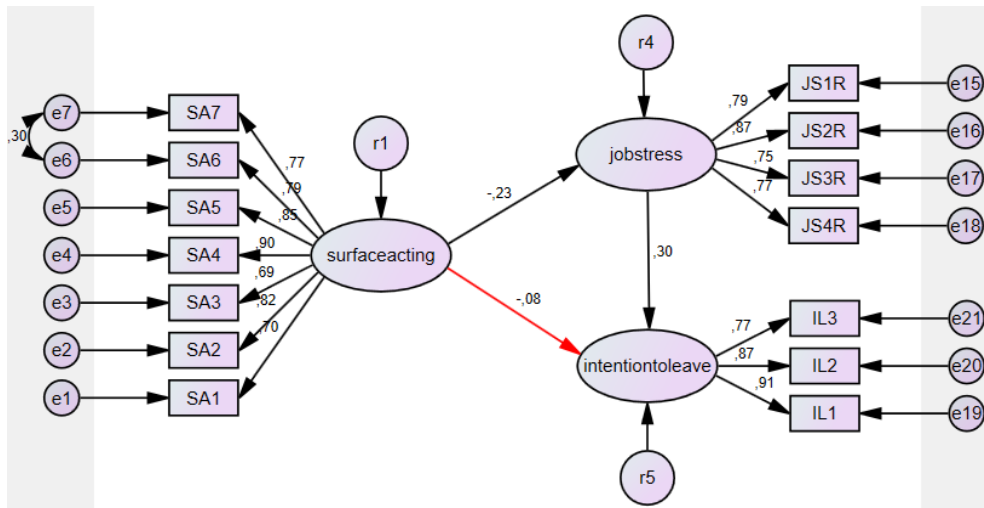 r4
e7
SA7
,79
JS1R
e15
,30
,87
JS2R
e16
r1
e6
SA6
,77
jobstress
,75
JS3R
e17
,79
,77
e5
SA5
,85
-,23
JS4R
e18
e4
SA4
,90
surfaceacting
,30
,69
e3
SA3
,82
-,08
,77
IL3
e21
,70
e2
SA2
intentiontoleave
,87
IL2
e20
,91
e1
SA1
IL1
e19
r5